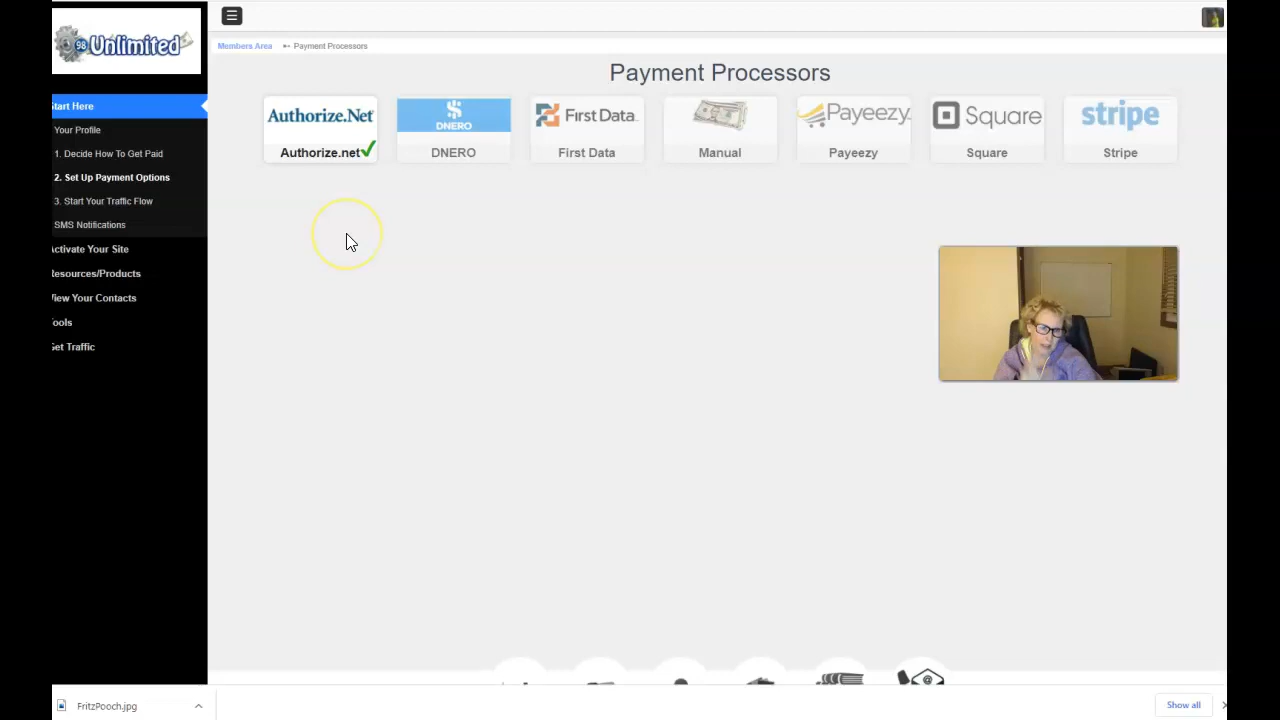 98 Unlimited
Members Area ➸ Payment Processors
Payment Processors
Start Here
Your Profile
1. Decide How To Get Paid
2. Set Up Payment Options
3. Start Your Traffic Flow
SMS Notifications
Activate Your Site
Resources/Products
View Your Contacts
Tools
Get Traffic
Authorize.Net
Authorize.net
DNERO
DNERO
First Data
First Data
Manual
Payeezy
Payeezy
Square
Square
stripe
Stripe
FritzPooch.jpg
Show all